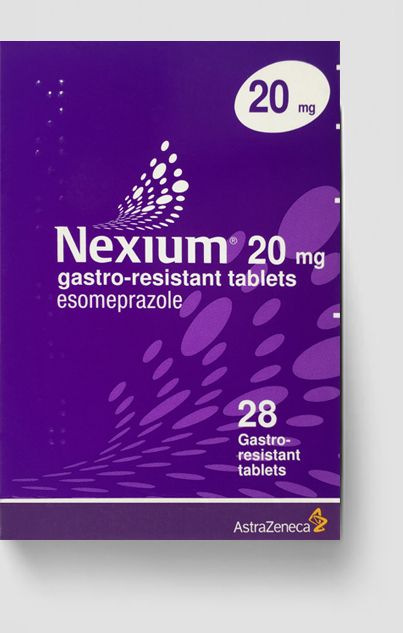 20 mg
Nexium® 20 mg
gastro-resistant tablets
esomeprazole
28
Gastro-
resistant
tablets
AstraZeneca